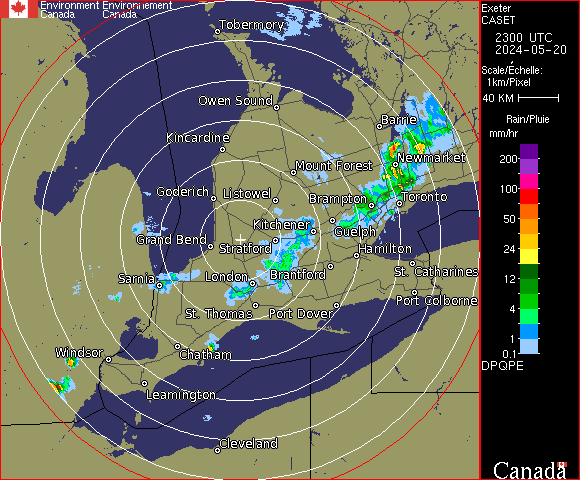 Environment Environnement
Canada Canada
Tobermory
Owen Sound
Barrie
Kincardine
Newmarket
Mount Forest
Goderich
Listowel
Brampton
Toronto
Kitchener
Guelph
Grand Bend
Stratford
Hamilton
Sarnia
London
Brantford
St. Catharines
St. Thomas
Port Dover
Port Colborne
Windsor
Chatham
Leamington
Cleveland
Exeter
CASET
2300 UTC
2024-05-20
Scale/Échelle:
1km/Pixel
40 KM
Rain/Pluie
mm/hr
200
100
50
24
12
4
1
0.1
DPQPE
Canada